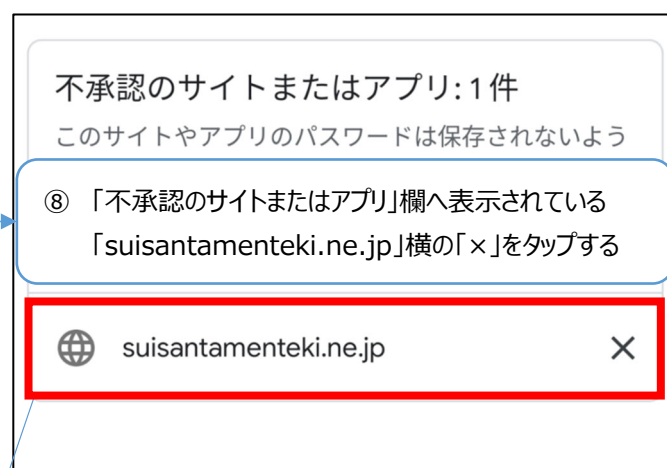 不承認のサイトまたはアプリ: 1 件
このサイトやアプリのパスワードは保存されないよう
⑧ 「不承認のサイトまたはアプリ」欄へ表示されている
「suisantamenteki.ne.jp」横の「×」をタップする
suisantamenteki.ne.jp